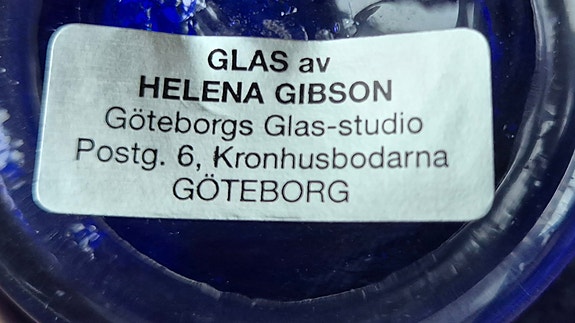 GLAS av
HELENA GIBSON
Göteborgs Glas-studio
Postg. 6, Kronhusbodarna
GÖTEBORG